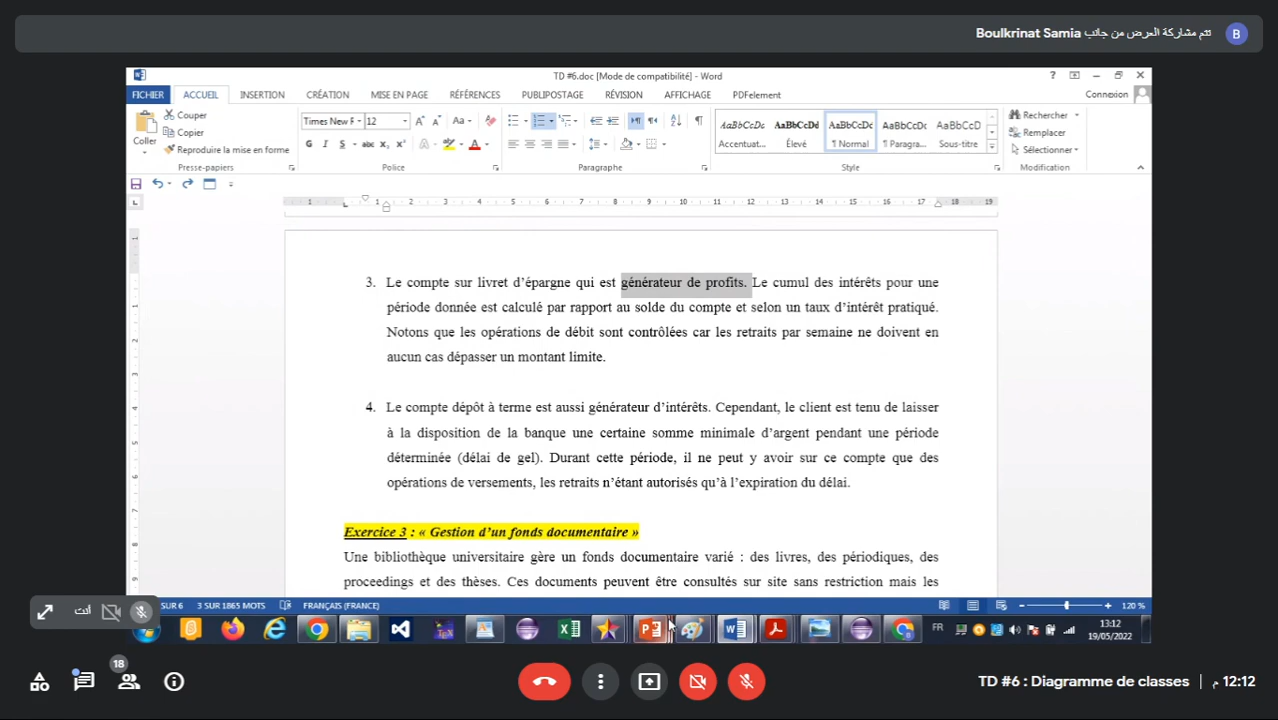 تتم مشاركة العرض من جانب Boulkrinat Samia
B
TD #6.doc [Mode de compatibilité] - Word
FICHIER ACCUEIL INSERTION CRÉATION MISE EN PAGE RÉFÉRENCES PUBLIPOSTAGE RÉVISION AFFICHAGE PDFelement Connexion
Coller
Couper
Copier
Reproduire la mise en forme
Presse-papiers
Times New F 12
Police
Paragraphe
AaBbCcDc AaBbCcDd AaBbCcDc AaBbCcDc AaBbCcD
Accentuat... Élevé ¶ Normal ¶ Paragra... Sous-titre
Style
Rechercher
Remplacer
Sélectionner
Modification
3. Le compte sur livret d’épargne qui est générateur de profits. Le cumul des intérêts pour une
période donnée est calculé par rapport au solde du compte et selon un taux d’intérêt pratiqué.
Notons que les opérations de débit sont contrôlées car les retraits par semaine ne doivent en
aucun cas dépasser un montant limite.
4. Le compte dépôt à terme est aussi générateur d’intérêts. Cependant, le client est tenu de laisser
à la disposition de la banque une certaine somme minimale d’argent pendant une période
déterminée (délai de gel). Durant cette période, il ne peut y avoir sur ce compte que des
opérations de versements, les retraits n’étant autorisés qu’à l’expiration du délai.
Exercice 3 : « Gestion d’un fonds documentaire »
Une bibliothèque universitaire gère un fonds documentaire varié : des livres, des périodiques, des
proceedings et des thèses. Ces documents peuvent être consultés sur site sans restriction mais les
أنت
SUR 6 3 SUR 1865 MOTS FRANÇAIS (FRANCE) 120 %
FR 13:12
19/05/2022
18
TD #6 : Diagramme de classes | 12:12 م